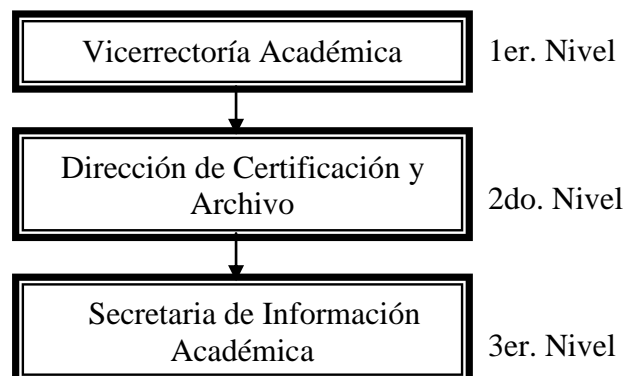 Vicerrectoría Académica
1er. Nivel
Dirección de Certificación y
Archivo
2do. Nivel
Secretaria de Información
Académica
3er. Nivel